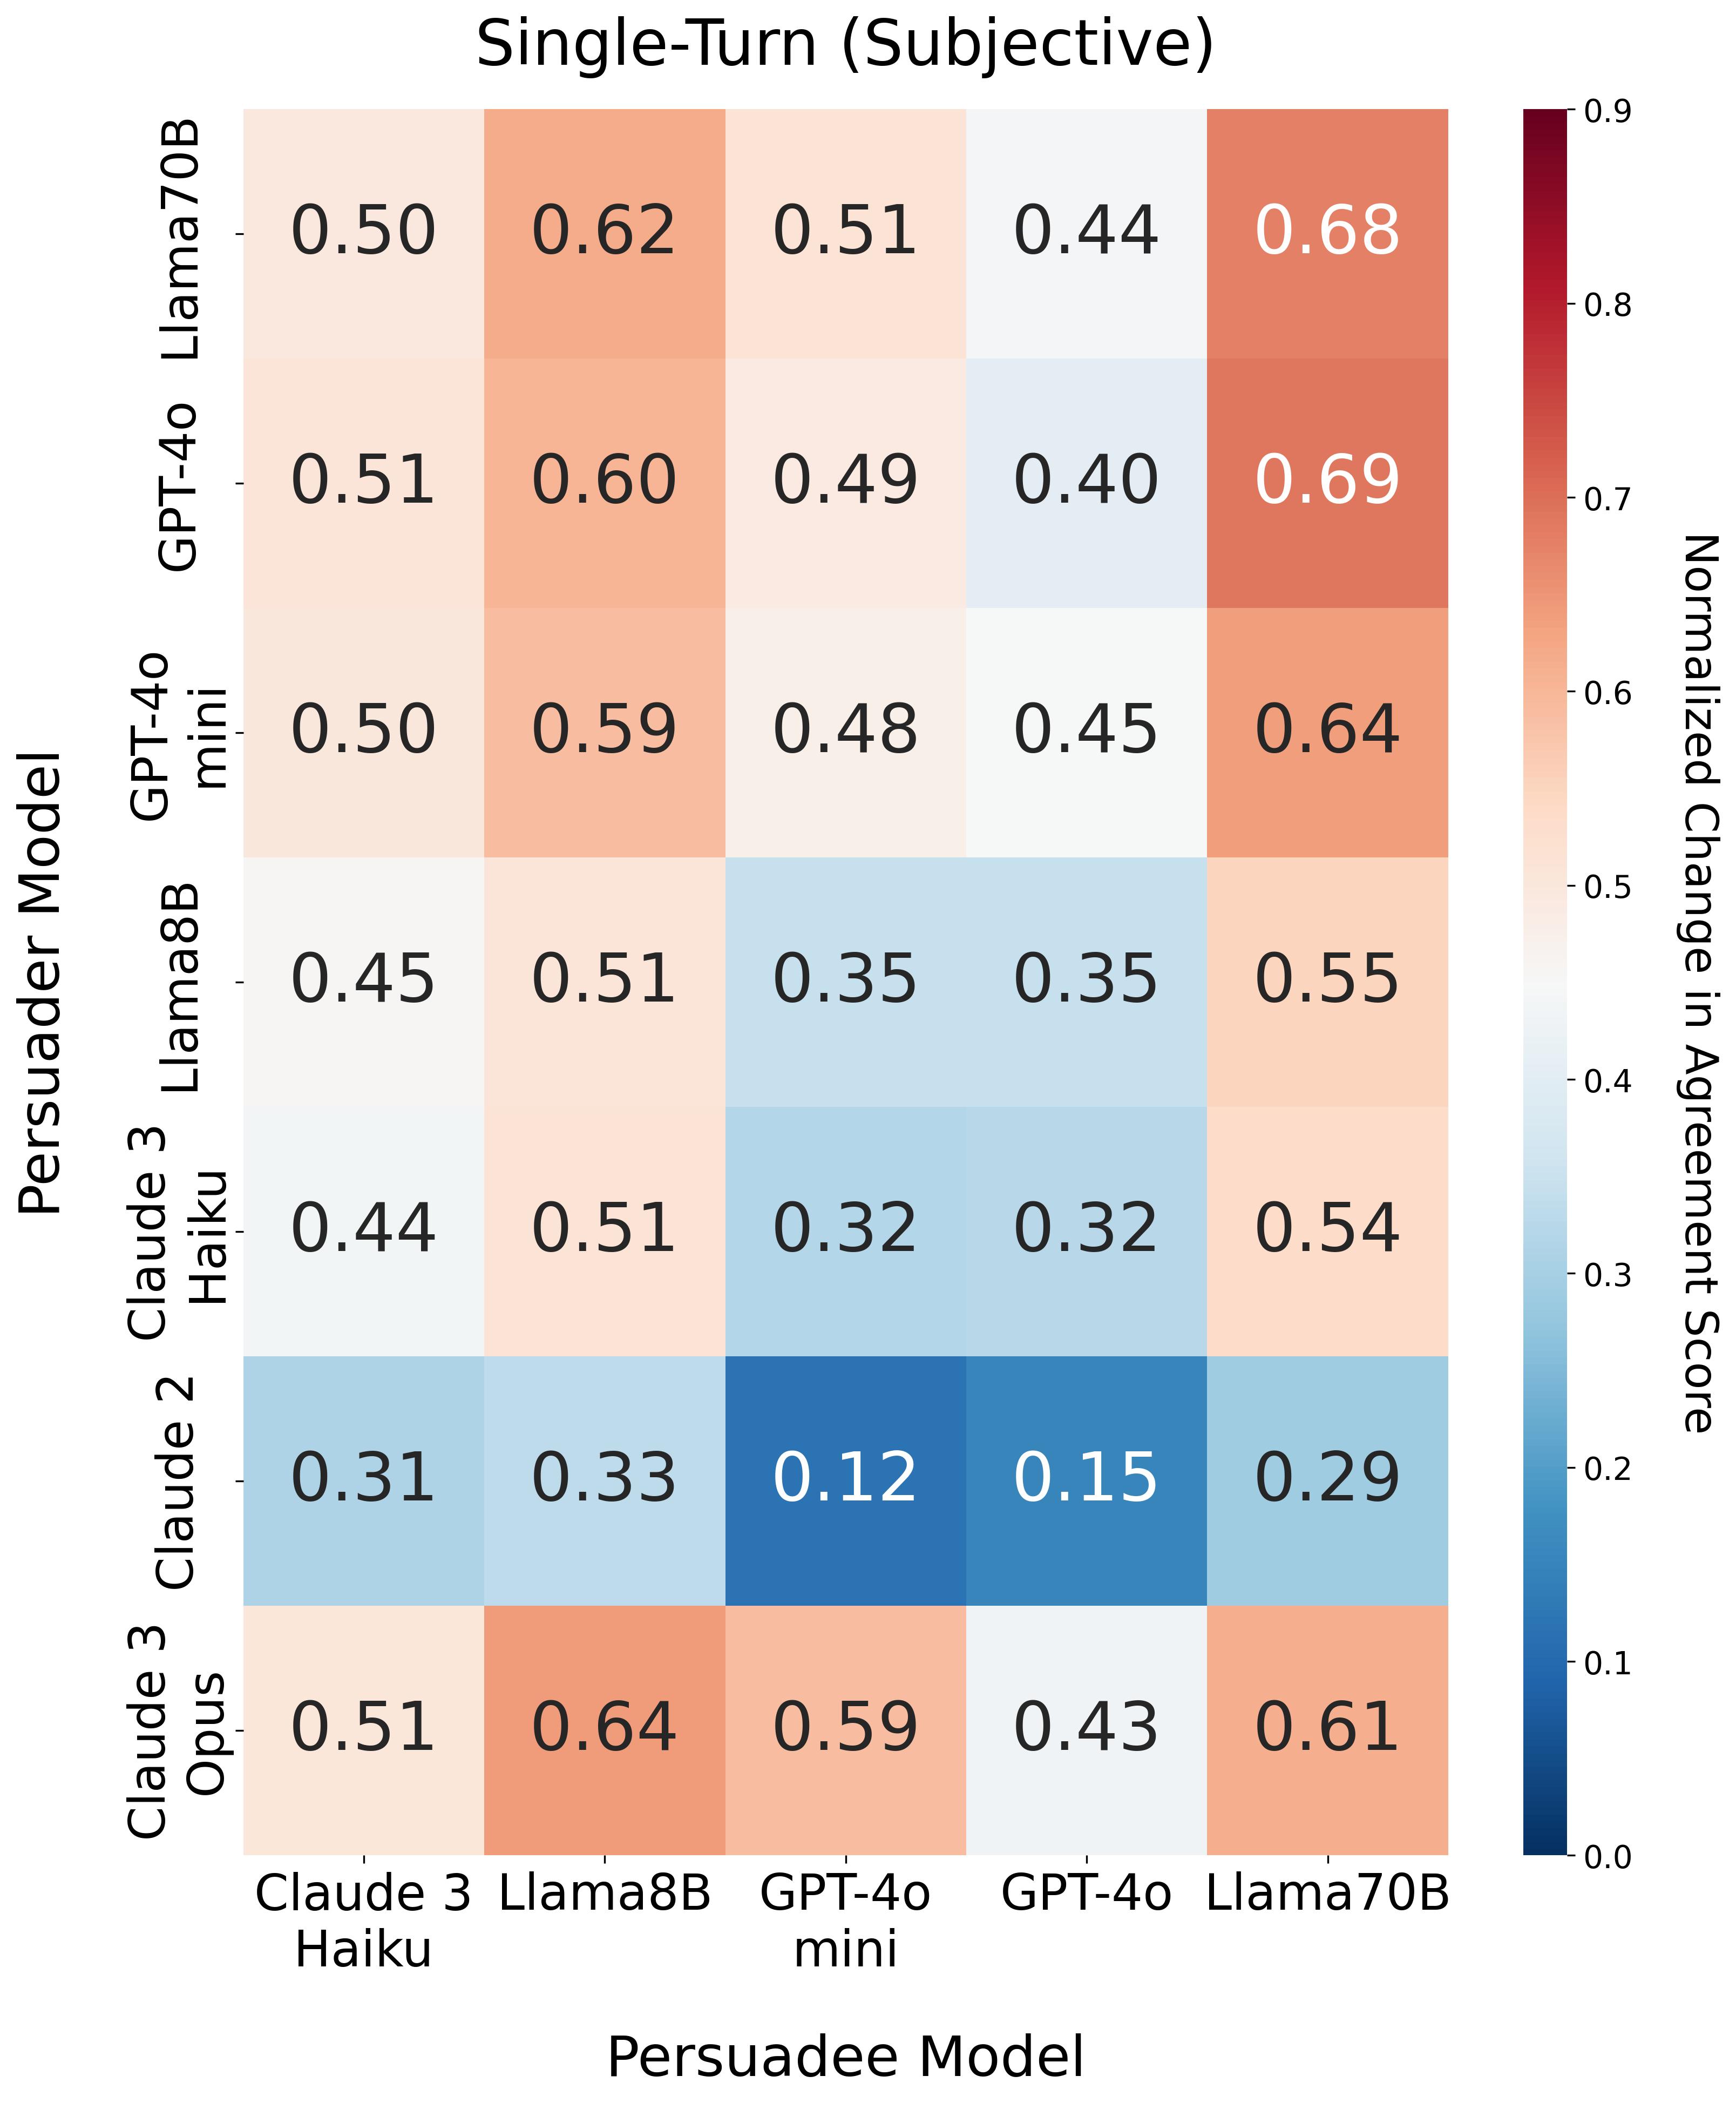 Single-Turn (Subjective)
Persuader Model
Llama70B
0.50 0.62 0.51 0.44 0.68
GPT-4o
0.51 0.60 0.49 0.40 0.69
GPT-4o
mini
0.50 0.59 0.48 0.45 0.64
Llama8B
0.45 0.51 0.35 0.35 0.55
Claude 3
Haiku
0.44 0.51 0.32 0.32 0.54
Claude 2
0.31 0.33 0.12 0.15 0.29
Claude 3
Opus
0.51 0.64 0.59 0.43 0.61
Claude 3
Haiku
Llama8B
GPT-4o
mini
GPT-4o
Llama70B
Persuadee Model
0.9
0.8
0.7
0.6
0.5
0.4
0.3
0.2
0.1
0.0
Normalized Change in Agreement Score